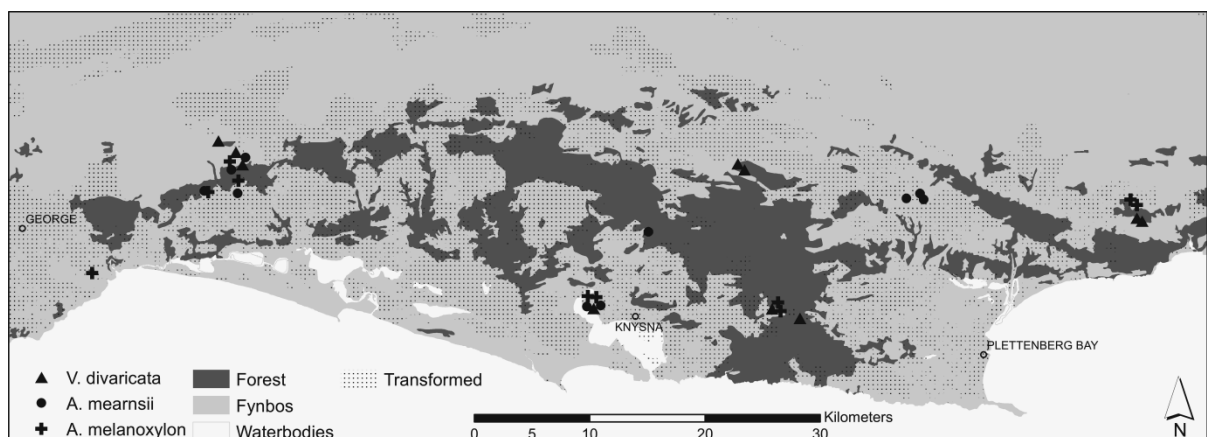 GEORGE
KNYSNA
PLETTENBERG BAY
V. divaricata Forest Transformed
A. mearnsii Fynbos
A. melanoxylon Waterbodies
Kilometers
0 5 10 20 30
N